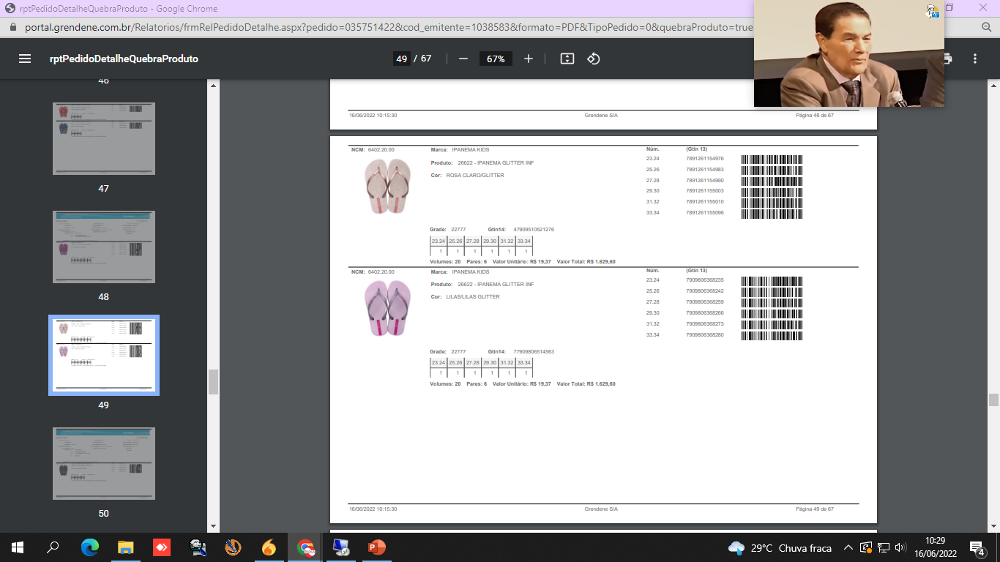 rptPedidoDetalheQuebraProduto - Google Chrome
portal.grendene.com.br/Relatorios/frmRelPedidoDetalhe.aspx?pedido=035751422&cod_emitente=1038583&formato=PDF&TipoPedido=0&quebraProduto=true
rptPedidoDetalheQuebraProduto
49 / 67
67%
46
47
48
49
50
16/06/2022 10:15:30 Grendene S/A Página 48 de 67
NCM: 6402.20.00 Marca: IPANEMA KIDS Núm. (Gtin 13)
Produto: 26622 - IPANEMA GLITTER INF
Cor: ROSA CLARO/GLITTER
23.24 7891261154976
25.26 7891261154983
27.28 7891261154990
29.30 7891261155003
31.32 7891261155010
33.34 7891261155096
Grade: 22777 Gtin14: 47909510521276
23.24 25.26 27.28 29.30 31.32 33.34
1 1 1 1 1 1
Volumes: 20 Pares: 6 Valor Unitário: R$ 19,37 Valor Total: R$ 1.629,60
NCM: 6402.20.00 Marca: IPANEMA KIDS Núm. (Gtin 13)
Produto: 26622 - IPANEMA GLITTER INF
Cor: LILAS/LILAS GLITTER
23.24 7909806368235
25.26 7909806368242
27.28 7909806368259
29.30 7909806368266
31.32 7909806368273
33.34 7909806368280
Grade: 22777 Gtin14: 77909806514563
23.24 25.26 27.28 29.30 31.32 33.34
1 1 1 1 1 1
Volumes: 20 Pares: 6 Valor Unitário: R$ 19,37 Valor Total: R$ 1.629,60
16/06/2022 10:15:30 Grendene S/A Página 49 de 67
29°C Chuva fraca
10:29
16/06/2022
4